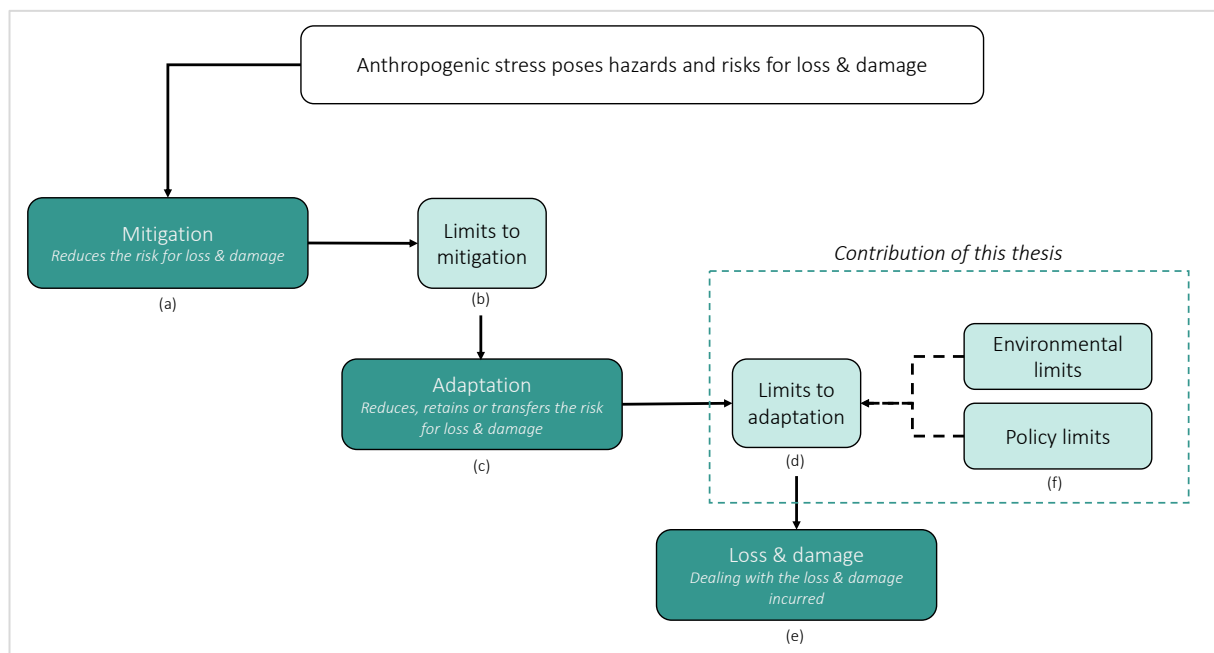 Anthropogenic stress poses hazards and risks for loss & damage
Mitigation
Reduces the risk for loss & damage
(a)
Limits to
mitigation
(b)
Contribution of this thesis
Adaptation
Reduces, retains or transfers the risk
for loss & damage
(c)
Limits to
adaptation
(d)
Environmental
limits
Policy limits
(f)
Loss & damage
Dealing with the loss & damage
incurred
(e)